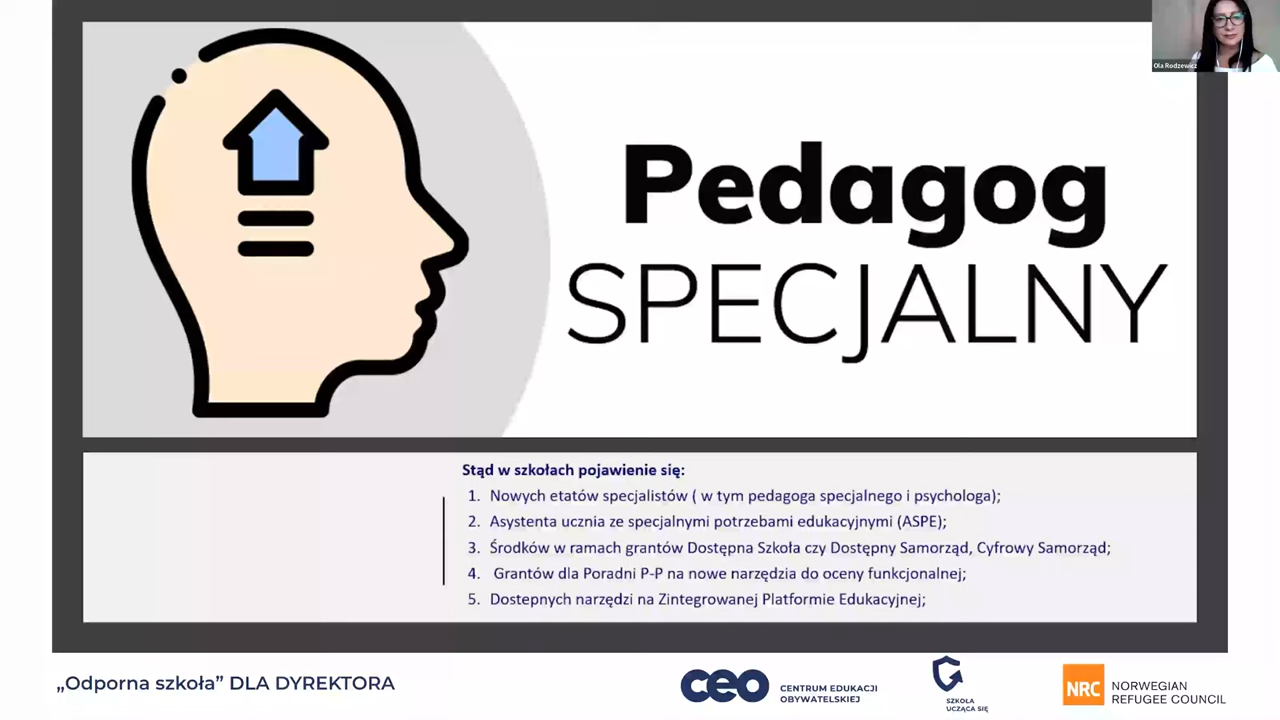 Ola Rodzewicz
Pedagog
SPECJALNY
Stąd w szkołach pojawienie się:
1. Nowych etatów specjalistów ( w tym pedagoga specjalnego i psychologa);
2. Asystenta ucznia ze specjalnymi potrzebami edukacyjnymi (ASPE);
3. Środków w ramach grantów Dostępna Szkoła czy Dostępny Samorząd, Cyfrowy Samorząd;
4. Grantów dla Poradni P-P na nowe narzędzia do oceny funkcjonalnej;
5. Dostepnych narzędzi na Zintegrowanej Platformie Edukacyjnej;
„Odporna szkoła” DLA DYREKTORA
ceo
CENTRUM EDUKACJI
OBYWATELSKIEJ
SZKOŁA
UCZĄCA SIĘ
NRC
NORWEGIAN
REFUGEE COUNCIL